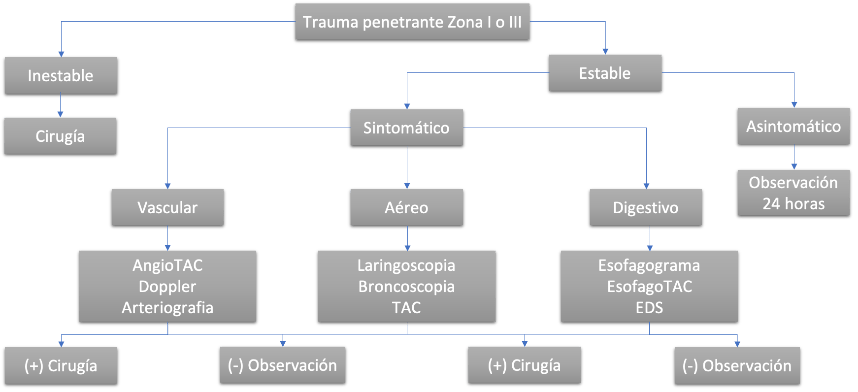 Trauma penetrante Zona I o III
Inestable
Estable
Cirugía
Sintomático
Asintomático
Observación
24 horas
Vascular
Aéreo
Digestivo
AngioTAC
Doppler
Arteriografia
Laringoscopia
Broncoscopia
TAC
Esofagograma
EsofagoTAC
EDS
(+) Cirugía
(-) Observación
(+) Cirugía
(-) Observación